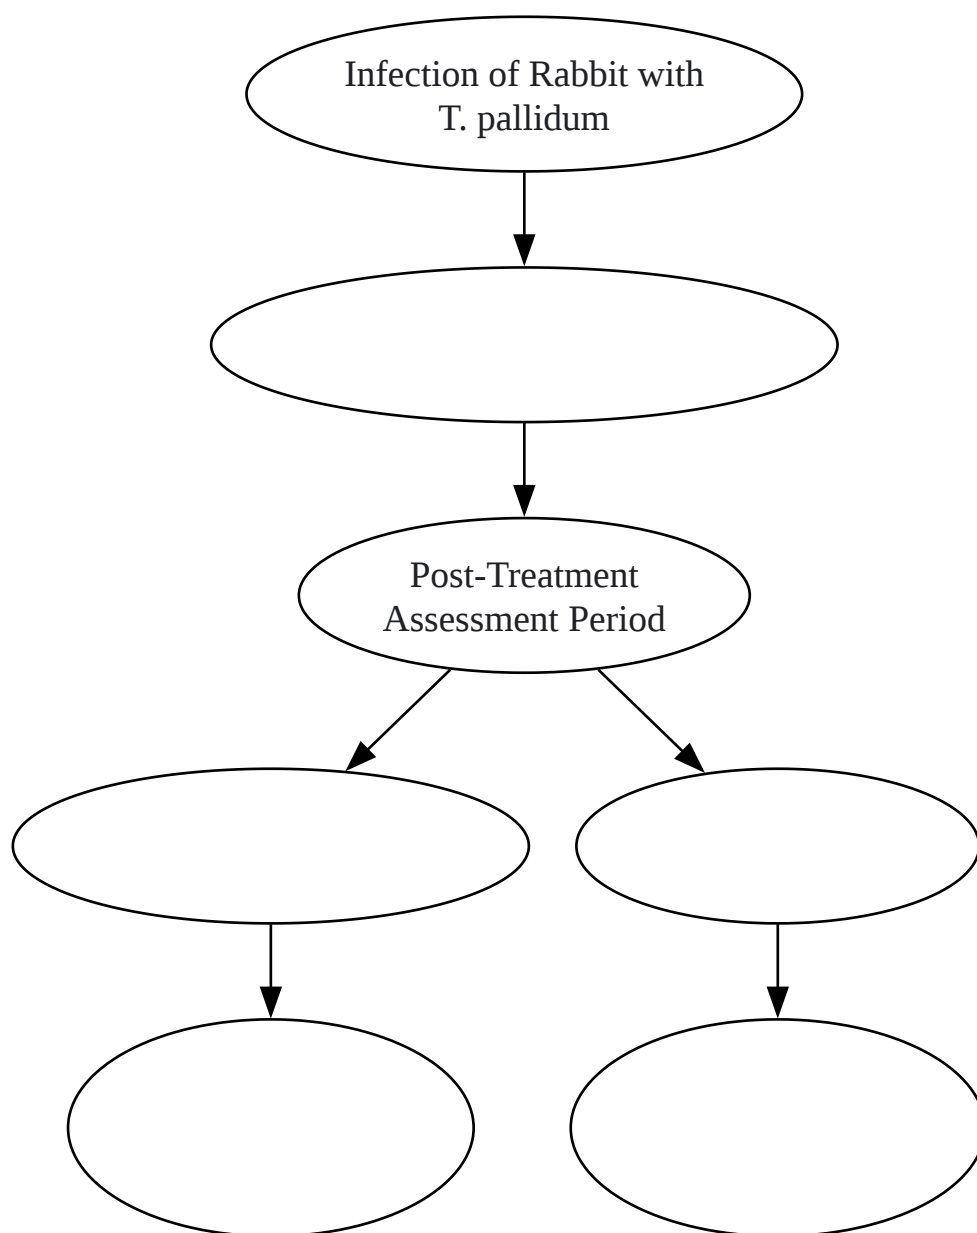 Infection of Rabbit with
T. pallidum
Post-Treatment
Assessment Period